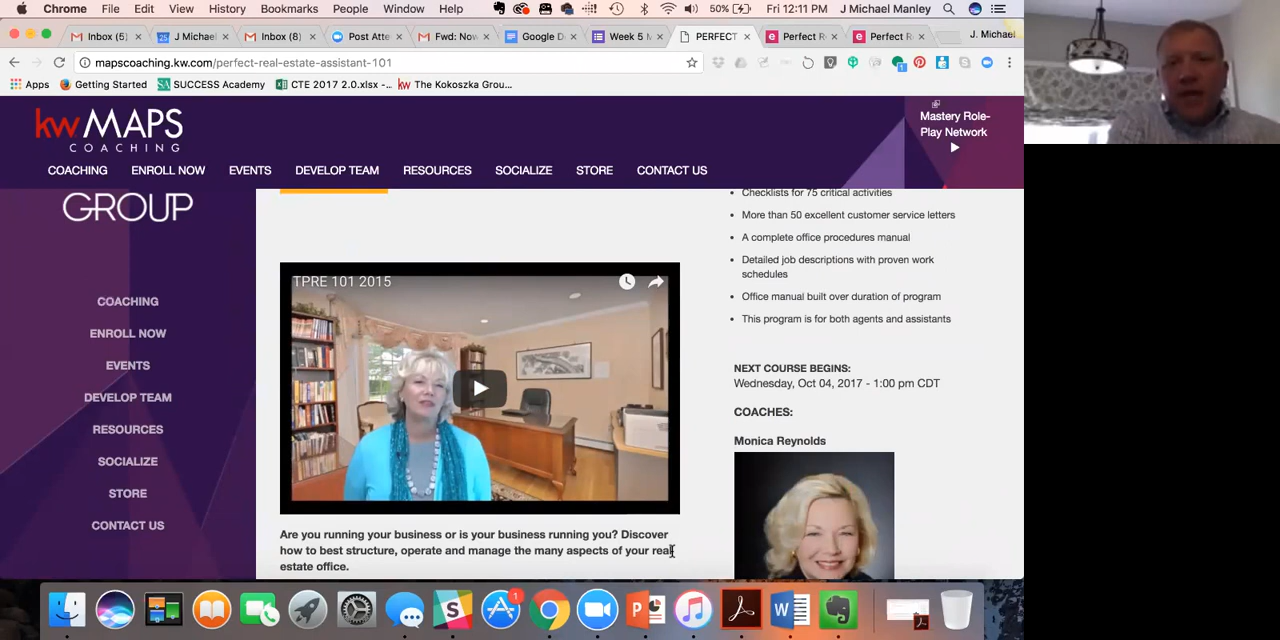 Chrome File Edit View History Bookmarks People Window Help 50% Fri 12:11 PM J Michael Manley
Inbox (5) J Michael Inbox (8) Post Atte Fwd: Now Google D Week 5 M PERFECT Perfect R Perfect R J. Michael
mapscoaching.kw.com/perfect-real-estate-assistant-101
Apps Getting Started SUCCESS Academy CTE 2017 2.0.xlsx -... The Kokoszka Grou...
kw MAPS
COACHING
Mastery Role-
Play Network
COACHING ENROLL NOW EVENTS DEVELOP TEAM RESOURCES SOCIALIZE STORE CONTACT US
GROUP
COACHING
ENROLL NOW
EVENTS
DEVELOP TEAM
RESOURCES
SOCIALIZE
STORE
CONTACT US
TPRE 101 2015
Are you running your business or is your business running you? Discover
how to best structure, operate and manage the many aspects of your real
estate office.
Checklists for 75 critical activities
More than 50 excellent customer service letters
A complete office procedures manual
Detailed job descriptions with proven work
schedules
Office manual built over duration of program
This program is for both agents and assistants
NEXT COURSE BEGINS:
Wednesday, Oct 04, 2017 - 1:00 pm CDT
COACHES:
Monica Reynolds
1